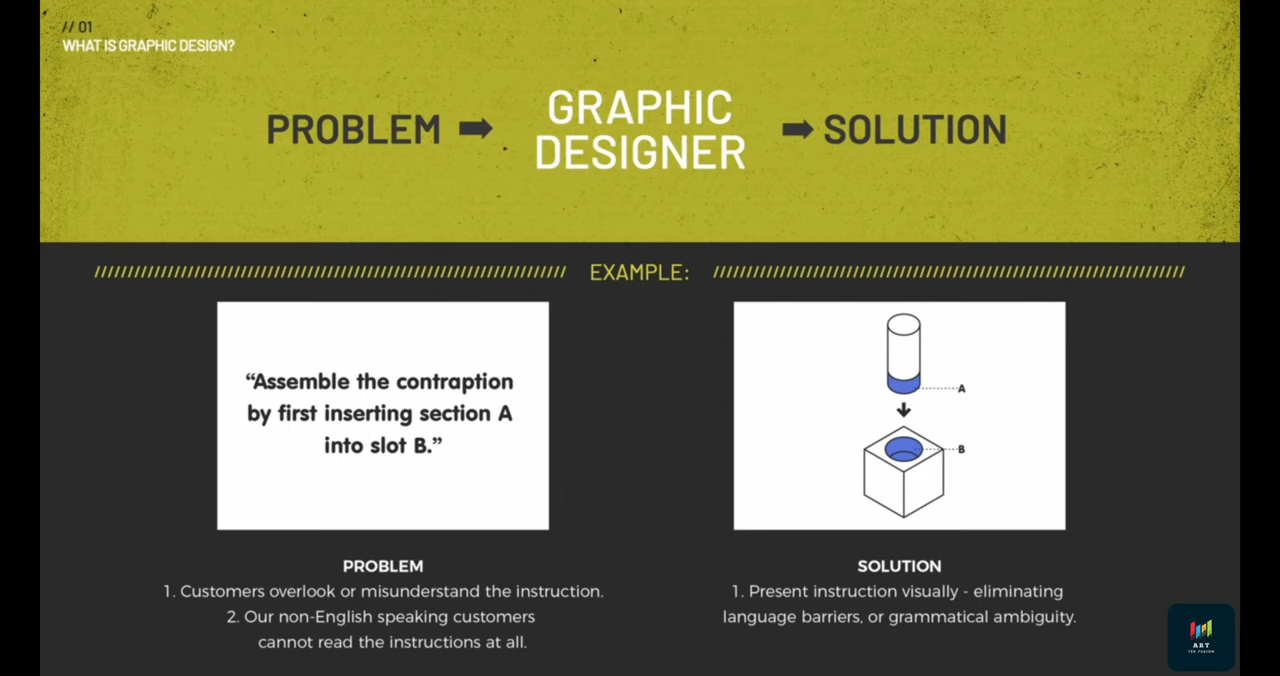 // 01
WHAT IS GRAPHIC DESIGN?
PROBLEM ➡ GRAPHIC DESIGNER ➡ SOLUTION
EXAMPLE:
“Assemble the contraption
by first inserting section A
into slot B.”
A
B
PROBLEM
1. Customers overlook or misunderstand the instruction.
2. Our non-English speaking customers
cannot read the instructions at all.
SOLUTION
1. Present instruction visually - eliminating
language barriers, or grammatical ambiguity.
ART
TEK FUSION